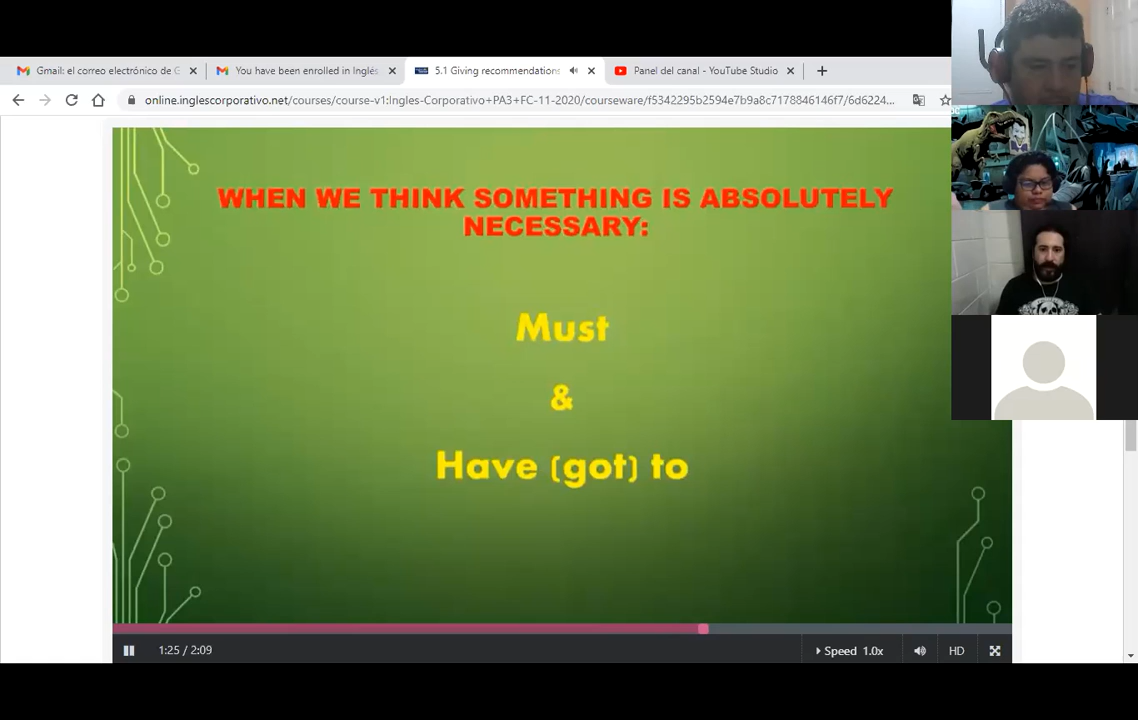 Gmail: el correo electrónico de G
You have been enrolled in Inglés
5.1 Giving recommendations
Panel del canal - YouTube Studio
online.inglescorporativo.net/courses/course-v1:Ingles-Corporativo+PA3+FC-11-2020/courseware/f5342295b2594e7b9a8c7178846146f7/6d6224...
WHEN WE THINK SOMETHING IS ABSOLUTELY
NECESSARY:
Must
&
Have (got) to
1:25 / 2:09
Speed 1.0x
HD